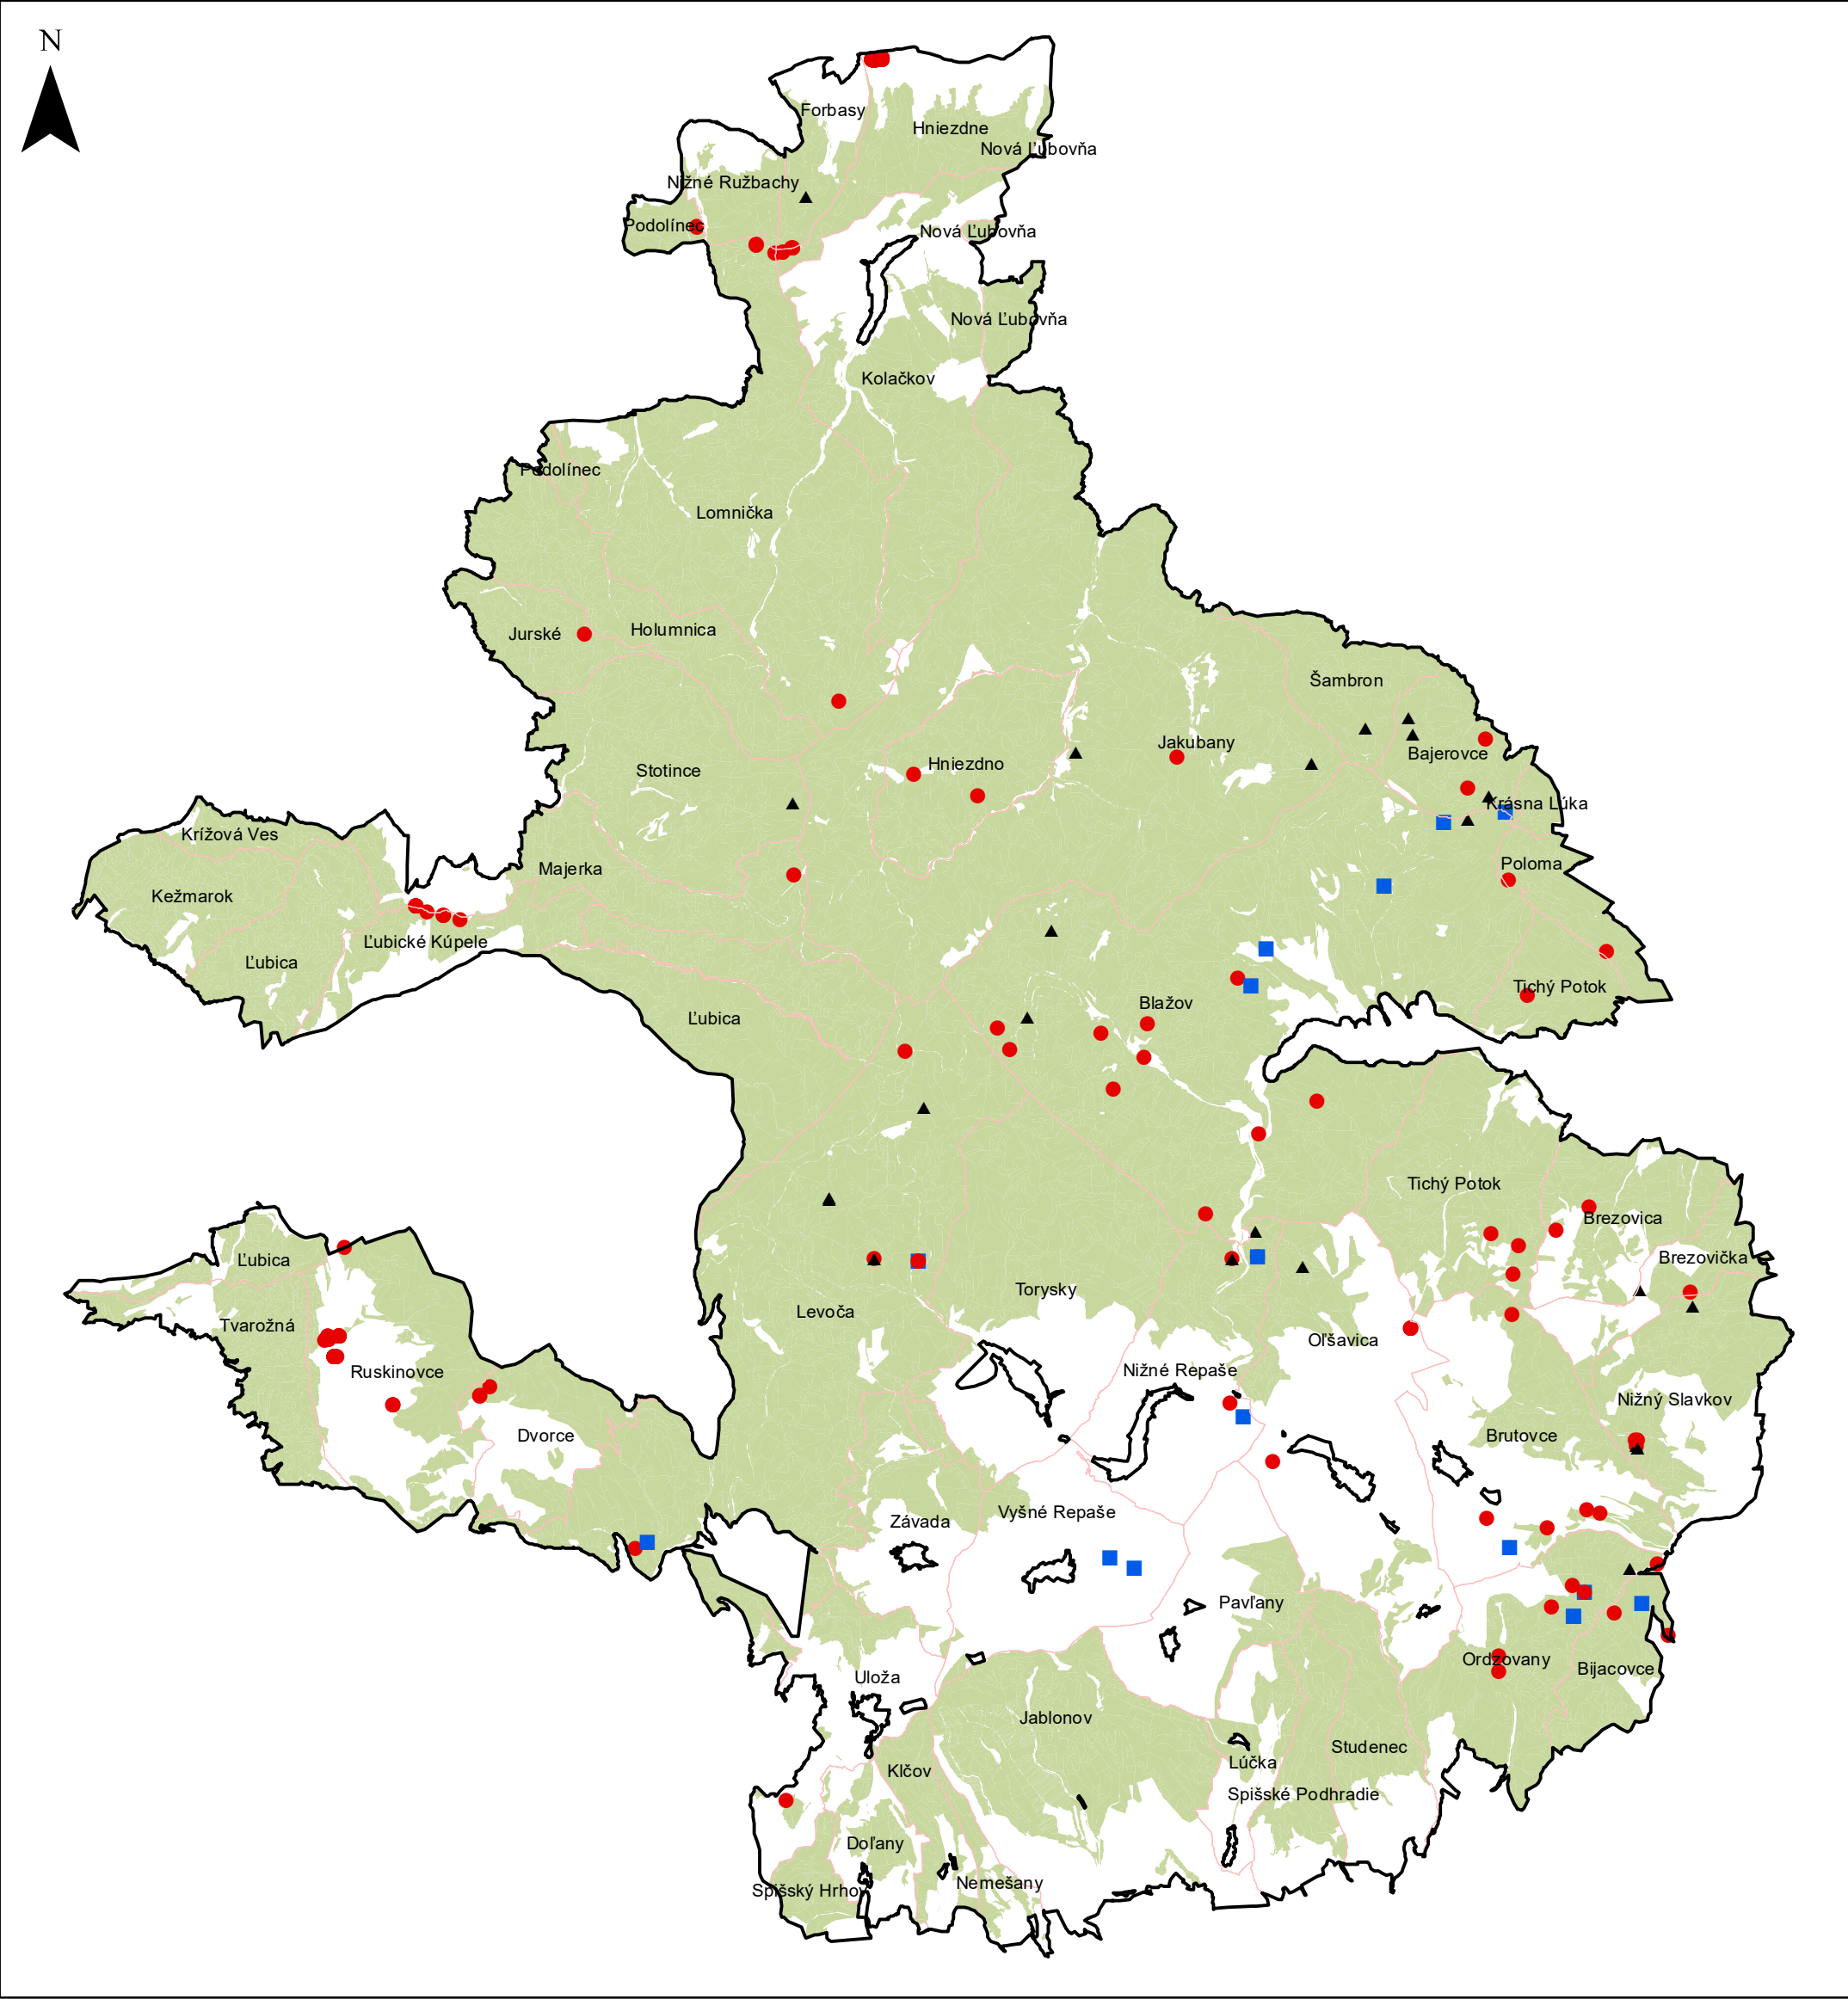 N
Forbasy
Hniezdne
Nová Ľubovňa
Nižné Ružbachy
Podolínec
Nová Ľubovňa
Nová Ľubovňa
Kolačkov
Podolínec
Lomnička
Jurské
Holumnica
Šambron
Jakubany
Bajerovce
Hniezdno
Stotince
Krásna Lúka
Krížová Ves
Majerka
Poloma
Kežmarok
Ľubické Kúpele
Ľubica
Tichý Potok
Blažov
Ľubica
Tichý Potok
Brezovica
Brezovička
Ľubica
Torysky
Levoča
Tvarožná
Oľšavica
Ruskinovce
Nižné Repaše
Nižný Slavkov
Dvorce
Brutovce
Vyšné Repaše
Závada
Pavľany
Ordzovany
Bijacovce
Uloža
Jablonov
Studenec
Lúčka
Klčov
Spišské Podhradie
Doľany
Nemešany
Spišský Hrhov